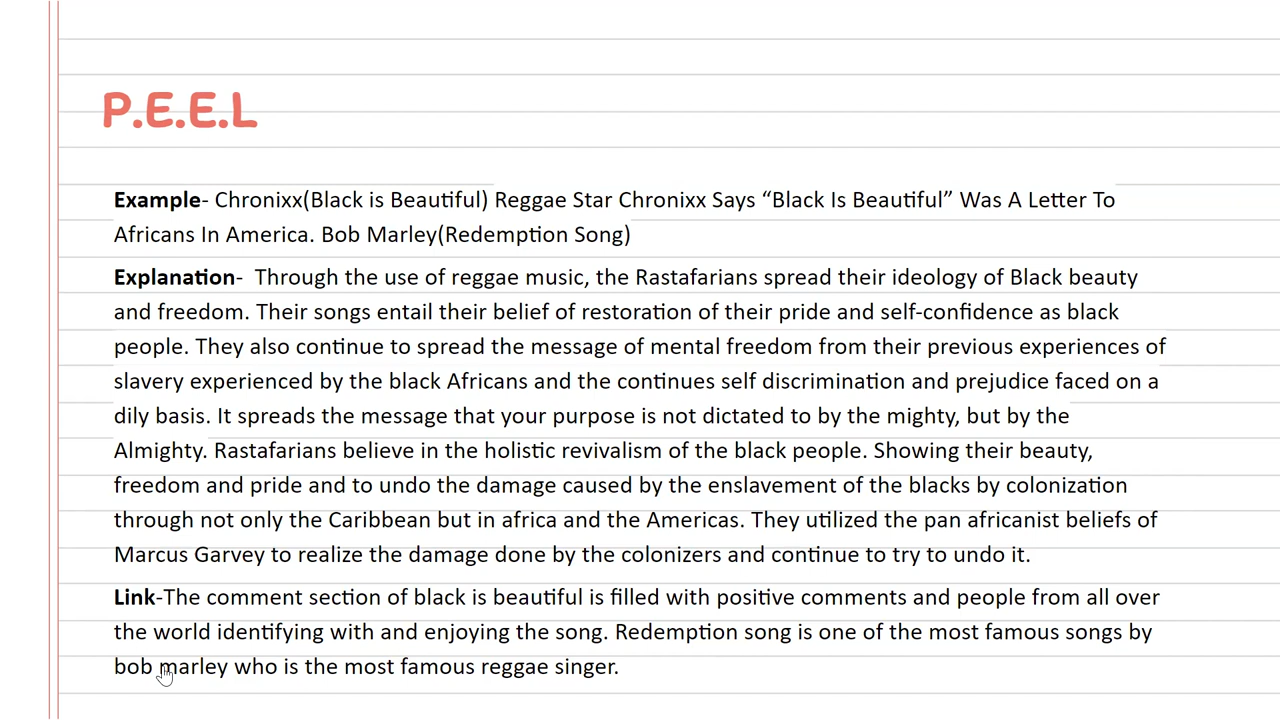 P.E.E.L
Example- Chronixx(Black is Beautiful) Reggae Star Chronixx Says “Black Is Beautiful” Was A Letter To
Africans In America. Bob Marley(Redemption Song)
Explanation-  Through the use of reggae music, the Rastafarians spread their ideology of Black beauty
and freedom. Their songs entail their belief of restoration of their pride and self-confidence as black
people. They also continue to spread the message of mental freedom from their previous experiences of
slavery experienced by the black Africans and the continues self discrimination and prejudice faced on a
dily basis. It spreads the message that your purpose is not dictated to by the mighty, but by the
Almighty. Rastafarians believe in the holistic revivalism of the black people. Showing their beauty,
freedom and pride and to undo the damage caused by the enslavement of the blacks by colonization
through not only the Caribbean but in africa and the Americas. They utilized the pan africanist beliefs of
Marcus Garvey to realize the damage done by the colonizers and continue to try to undo it.
Link-The comment section of black is beautiful is filled with positive comments and people from all over
the world identifying with and enjoying the song. Redemption song is one of the most famous songs by
bob marley who is the most famous reggae singer.